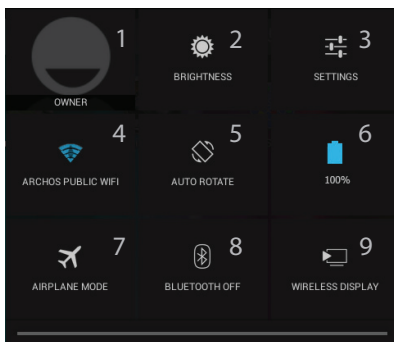 1
2
3
OWNER
BRIGHTNESS
SETTINGS
4
5
6
ARCHOS PUBLIC WIFI
AUTO ROTATE
100%
7
8
9
AIRPLANE MODE
BLUETOOTH OFF
WIRELESS DISPLAY